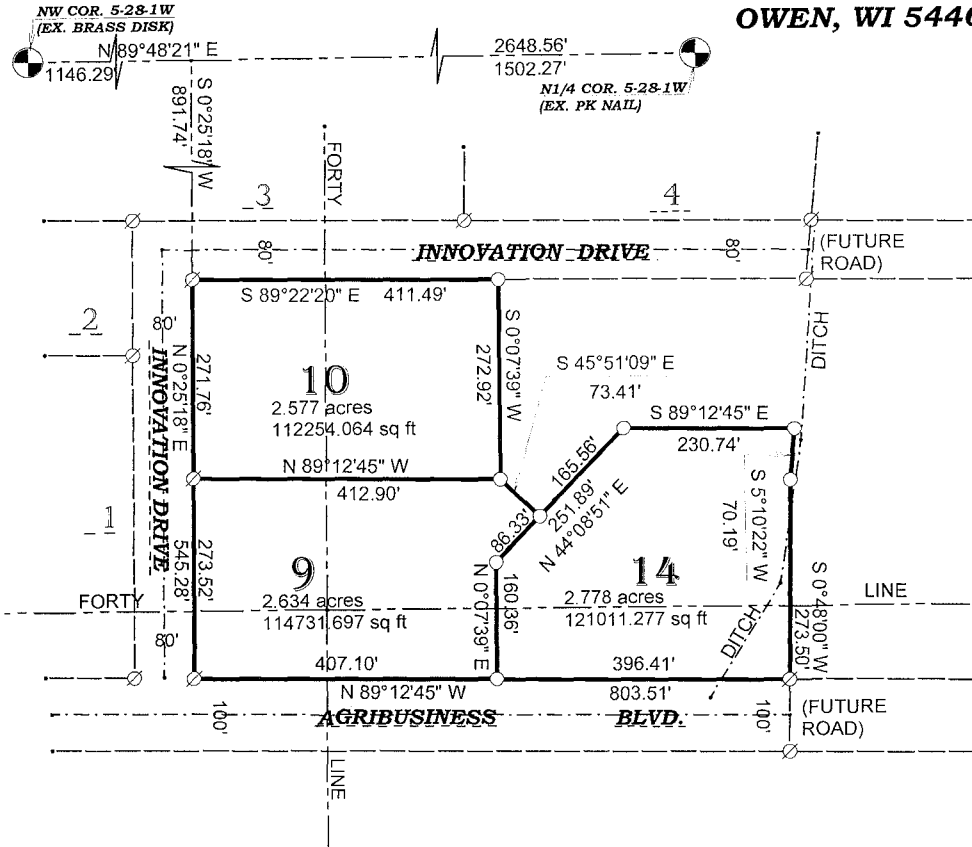 NW COR. 5-28-1W
(EX. BRASS DISK)
OWEN, WI 5446
N 89°48'21" E
1146.29'
2648.56'
1502.27'
N1/4 COR. 5-28-1W
(EX. PK NAIL)
S 0°25'18" W
891.74'
FORTY
3
4
80'
INNOVATION DRIVE
80'
(FUTURE
ROAD)
S 89°22'20" E 411.49'
2
80'
INNOVATION DRIVE
N 0°25'18" E
271.76'
10
2.577 acres
112254.064 sq ft
S 0°07'39" W
272.92'
S 45°51'09" E
73.41'
DITCH
S 89°12'45" E
230.74'
N 89°12'45" W
412.90'
165.56'
251.89'
N 44°08'51" E
86.33'
S 5°10'22" W
70.19'
1
273.52'
545.28'
9
2.634 acres
114731.697 sq ft
N 0°07'39" E
160.36'
14
2.778 acres
121011.277 sq ft
DITCH
S 0°48'00" W
273.50'
FORTY
LINE
80'
407.10'
396.41'
N 89°12'45" W
803.51'
100'
AGRIBUSINESS BLVD.
100'
(FUTURE
ROAD)
LINE